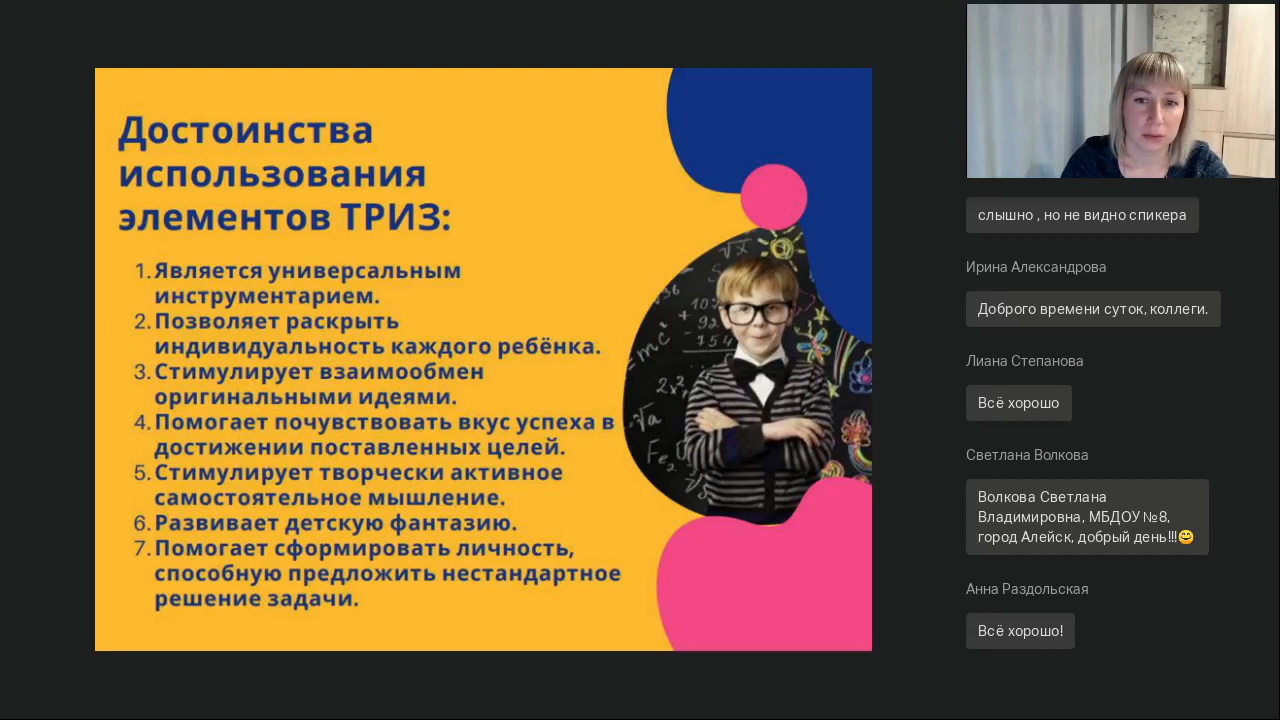 Достоинства
использования
элементов ТРИЗ:
1. Является универсальным
инструментарием.
2. Позволяет раскрыть
индивидуальность каждого ребёнка.
3. Стимулирует взаимообмен
оригинальными идеями.
4. Помогает почувствовать вкус успеха в
достижении поставленных целей.
5. Стимулирует творчески активное
самостоятельное мышление.
6. Развивает детскую фантазию.
7. Помогает сформировать личность,
способную предложить нестандартное
решение задачи.
слышно , но не видно спикера
Ирина Александрова
Доброго времени суток, коллеги.
Лиана Степанова
Всё хорошо
Светлана Волкова
Волкова Светлана
Владимировна, МБДОУ №8,
город Алейск, добрый день!!!😊
Анна Раздольская
Всё хорошо!